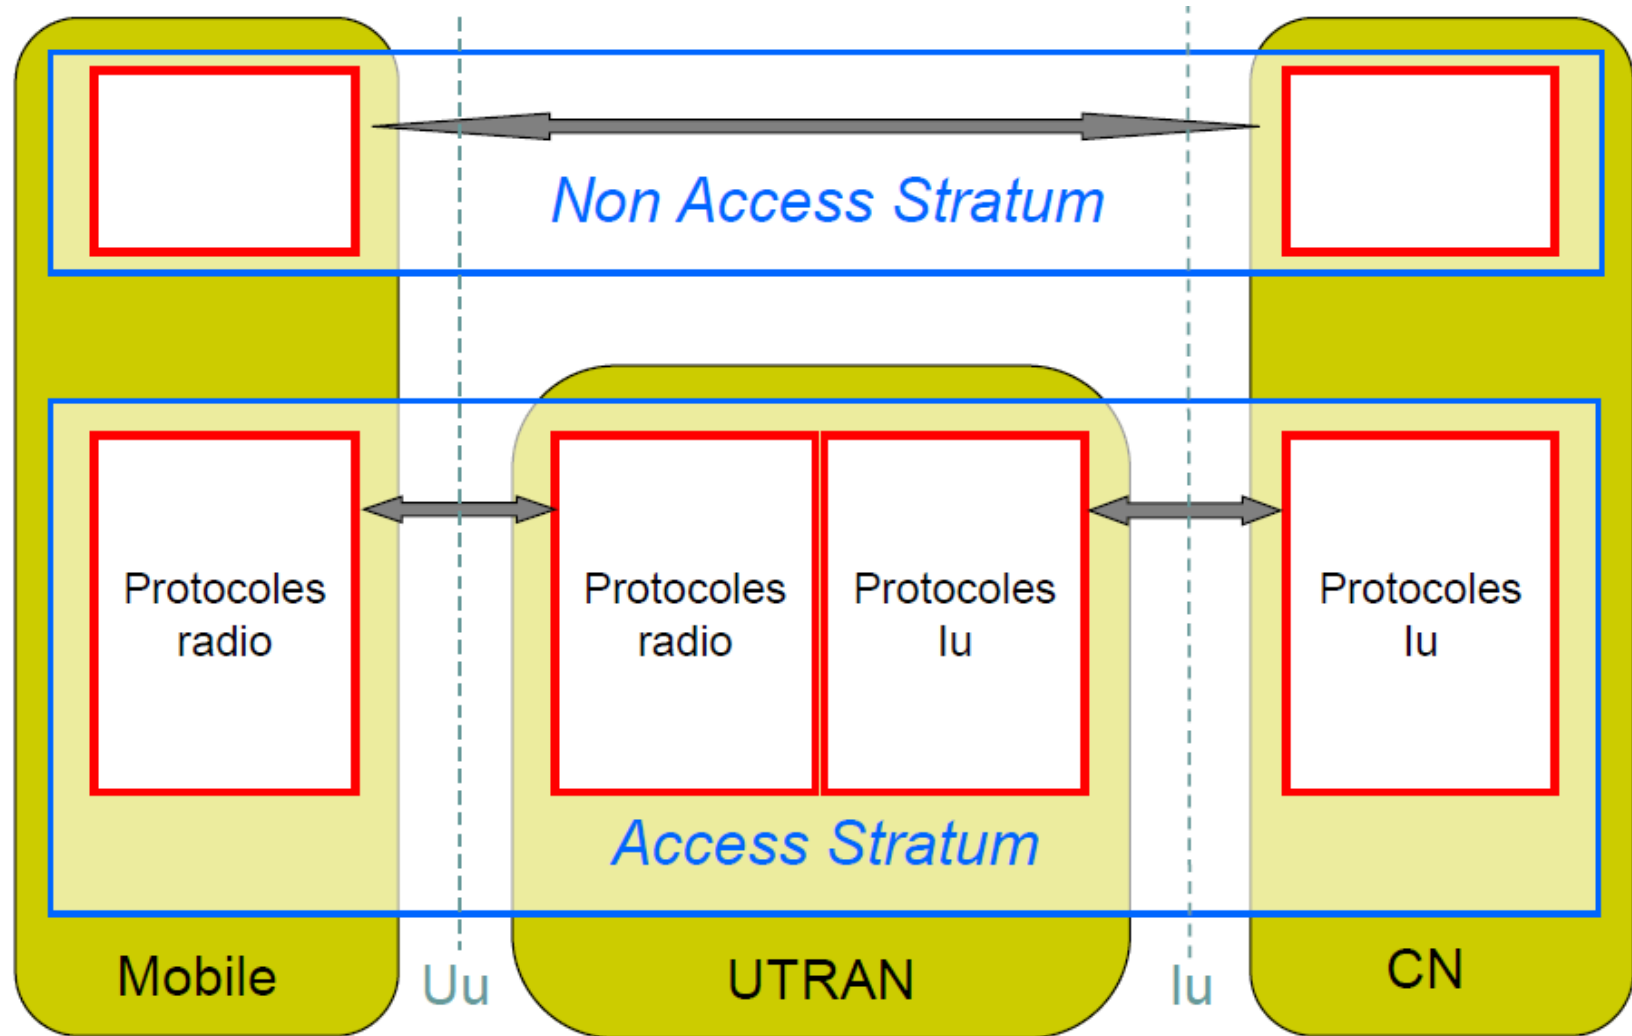 Non Access Stratum
Protocoles
radio
Protocoles
radio
Protocoles
Iu
Protocoles
Iu
Access Stratum
Mobile
Uu
UTRAN
Iu
CN